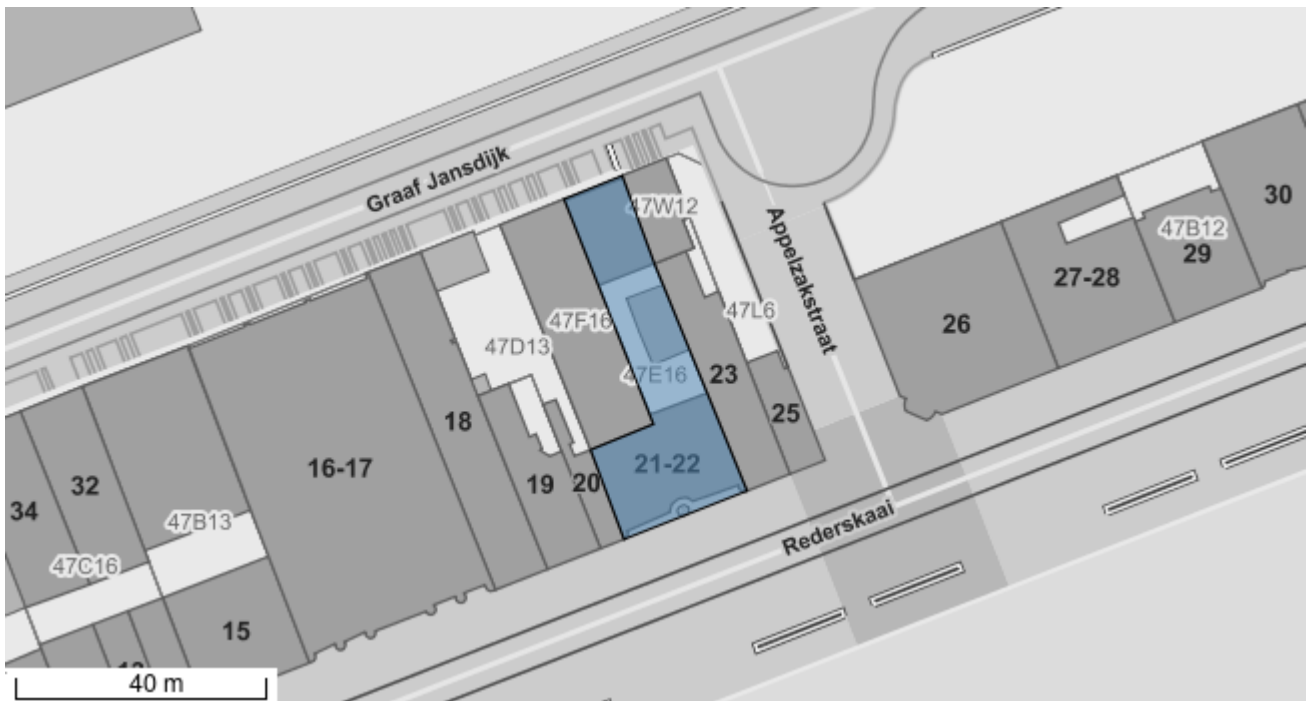 Graaf Jansdijk
47W12
Appelzakstraat
30
47B12
29
27-28
26
47L6
47F16
47D13
47E16
23
18
25
16-17
21-22
32
19
20
34
47B13
Rederskaai
47C16
15
40 m